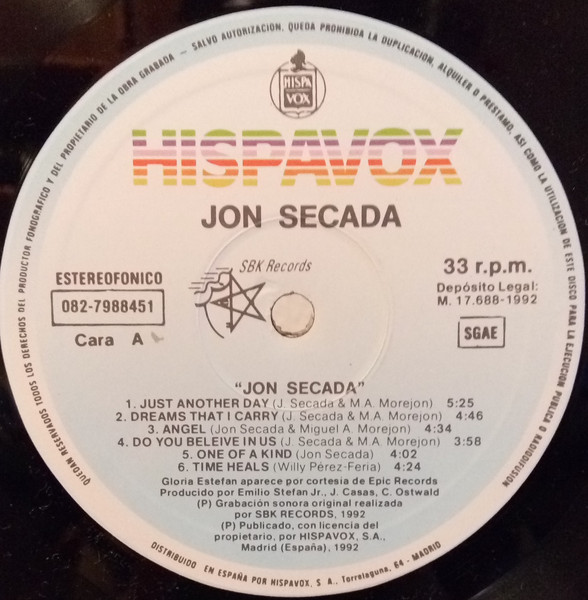 QUEDAN RESERVADOS TODOS LOS DERECHOS DEL PRODUCTOR FONOGRAFICO Y DEL PROPIETARIO DE LA OBRA GRABADA — SALVO AUTORIZACION, QUEDA PROHIBIDA LA DUPLICACION, ALQUILER O PRESTAMO, ASI COMO LA UTILIZACION DE ESTE DISCO PARA LA EJECUCION PUBLICA O RADIODIFUSION
HISPA
VOX
HISPAVOX
JON SECADA
SBK Records
ESTEREOFONICO
082-7988451
Cara A
33 r.p.m.
Depósito Legal:
M. 17.688-1992
SGAE
"JON SECADA"
1. JUST ANOTHER DAY (J. Secada & M.A. Morejon) 5:25
2. DREAMS THAT I CARRY (J. Secada & M.A. Morejon) 4:46
3. ANGEL (Jon Secada & Miguel A. Morejon) 4:34
4. DO YOU BELEIVE IN US (J. Secada & M.A. Morejon) 3:58
5. ONE OF A KIND (Jon Secada) 4:02
6. TIME HEALS (Willy Pérez-Feria) 4:24
Gloria Estefan aparece por cortesia de Epic Records
Producido por Emilio Stefan Jr., J. Casas, C. Ostwald
(P) Grabación sonora original realizada
por SBK RECORDS, 1992
(P) Publicado, con licencia del
propietario, por HISPAVOX, S.A.,
Madrid (España), 1992
DISTRIBUIDO EN ESPAÑA POR HISPAVOX, S. A., Torrelaguna, 64 - MADRID